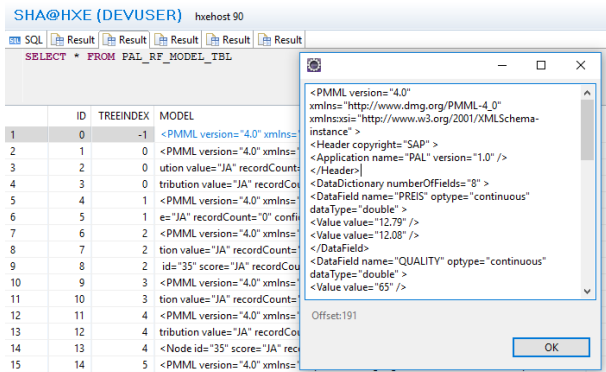 SHA@HXE (DEVUSER) hxehost 90
SQL Result Result Result Result Result
SELECT * FROM PAL_RF_MODEL_TBL
ID TREEINDEX MODEL
1 0 -1 <PMML version="4.0" xmlns="
2 1 0 <PMML version="4.0" xmlns="
3 2 0 ution value="JA" recordCount=
4 3 0 tribution value="JA" recordCou
5 4 1 <PMML version="4.0" xmlns="
6 5 1 e="JA" recordCount="0" confi
7 6 2 <PMML version="4.0" xmlns="
8 7 2 tion value="JA" recordCount="
9 8 2 id="35" score="JA" recordCou
10 9 3 <PMML version="4.0" xmlns="
11 10 3 tion value="JA" recordCount="
12 11 4 <PMML version="4.0" xmlns="
13 12 4 tribution value="JA" recordCou
14 13 4 <Node id="35" score="JA" rec
15 14 5 <PMML version="4.0" xmlns="
<PMML version="4.0"
xmlns="http://www.dmg.org/PMML-4_0"
xmlns:xsi="http://www.w3.org/2001/XMLSchema-
instance" >
<Header copyright="SAP" >
<Application name="PAL" version="1.0" />
</Header>
<DataDictionary numberOfFields="8" >
<DataField name="PREIS" optype="continuous"
dataType="double" >
<Value value="12.79" />
<Value value="12.08" />
</DataField>
<DataField name="QUALITY" optype="continuous"
dataType="double" >
<Value value="65" />
Offset:191
OK